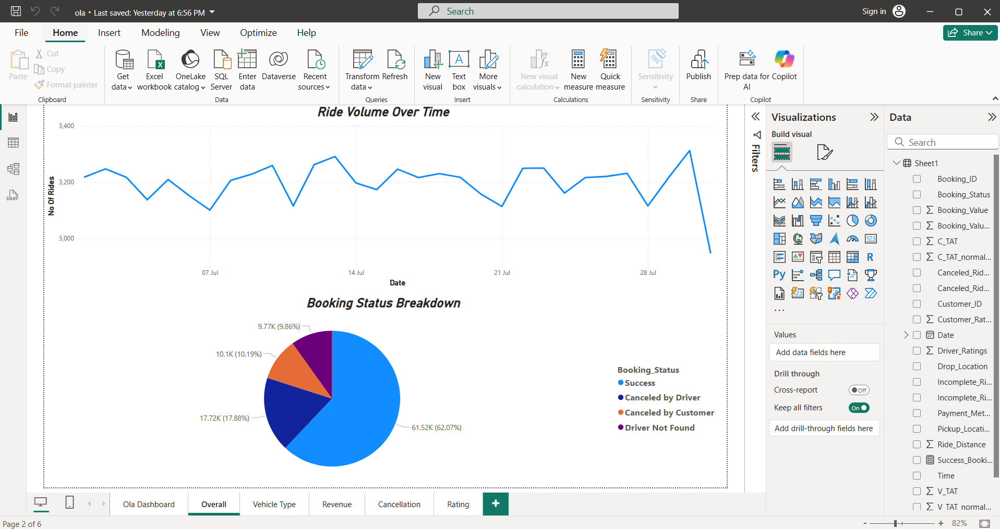 ola • Last saved: Yesterday at 6:56 PM
Search
Sign in
File
Home
Insert
Modeling
View
Optimize
Help
Share
Paste
Cut
Copy
Format painter
Clipboard
Get data
Excel workbook
OneLake catalog
SQL Server
Enter data
Dataverse
Recent sources
Data
Transform data
Refresh
Queries
New visual
Text box
More visuals
Insert
New visual calculation
New measure
Quick measure
Calculations
Sensitivity
Sensitivity
Publish
Share
Prep data for AI
Copilot
Copilot
Ride Volume Over Time
3,400
3,200
3,000
No Of Rides
07 Jul
14 Jul
21 Jul
28 Jul
Date
Booking Status Breakdown
9.77K (9.86%)
10.1K (10.19%)
17.72K (17.88%)
61.52K (62.07%)
Booking_Status
Success
Canceled by Driver
Canceled by Customer
Driver Not Found
Filters
Visualizations
Build visual
123
R
Py
123
...
Values
Add data fields here
Drill through
Cross-report
Off
Keep all filters
On
Add drill-through fields here
Data
Search
Sheet1
Booking_ID
Booking_Status
Booking_Value
Booking_Valu...
C_TAT
C_TAT_normal...
Canceled_Rid...
Canceled_Rid...
Customer_ID
Customer_Rat...
Date
Driver_Ratings
Drop_Location
Incomplete_Ri...
Incomplete_Ri...
Payment_Met...
Pickup_Locati...
Ride_Distance
Success_Booki...
Time
V_TAT
V_TAT_normal...
DAX
Ola Dashboard
Overall
Vehicle Type
Revenue
Cancellation
Rating
Page 2 of 6
82%